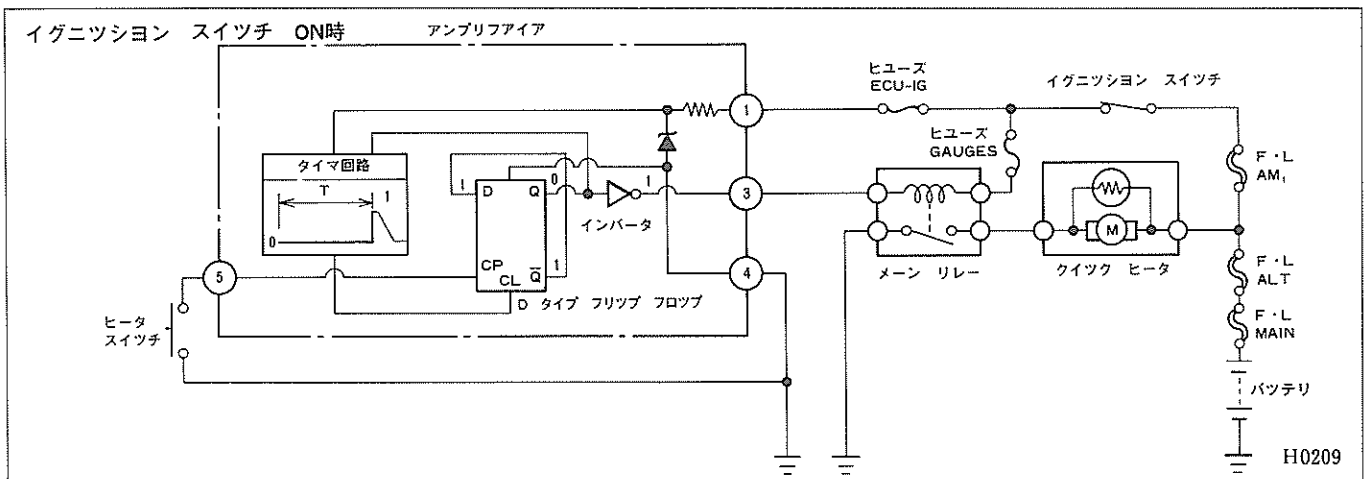 イグニツシヨン スイツチ ON時
アンプリフアイア
ヒユーズ
ECU-IG
イグニツシヨン スイツチ
1
ヒユーズ
GAUGES
F・L
AM₁
タイマ回路
T
1
0
1
D
0
Q
1
インバータ
3
M
CP
CL
Q̅
1
5
4
メーン リレー
クイツク ヒータ
F・L
ALT
D タイプ フリツプ フロツプ
ヒータ
スイツチ
F・L
MAIN
バツテリ
H0209